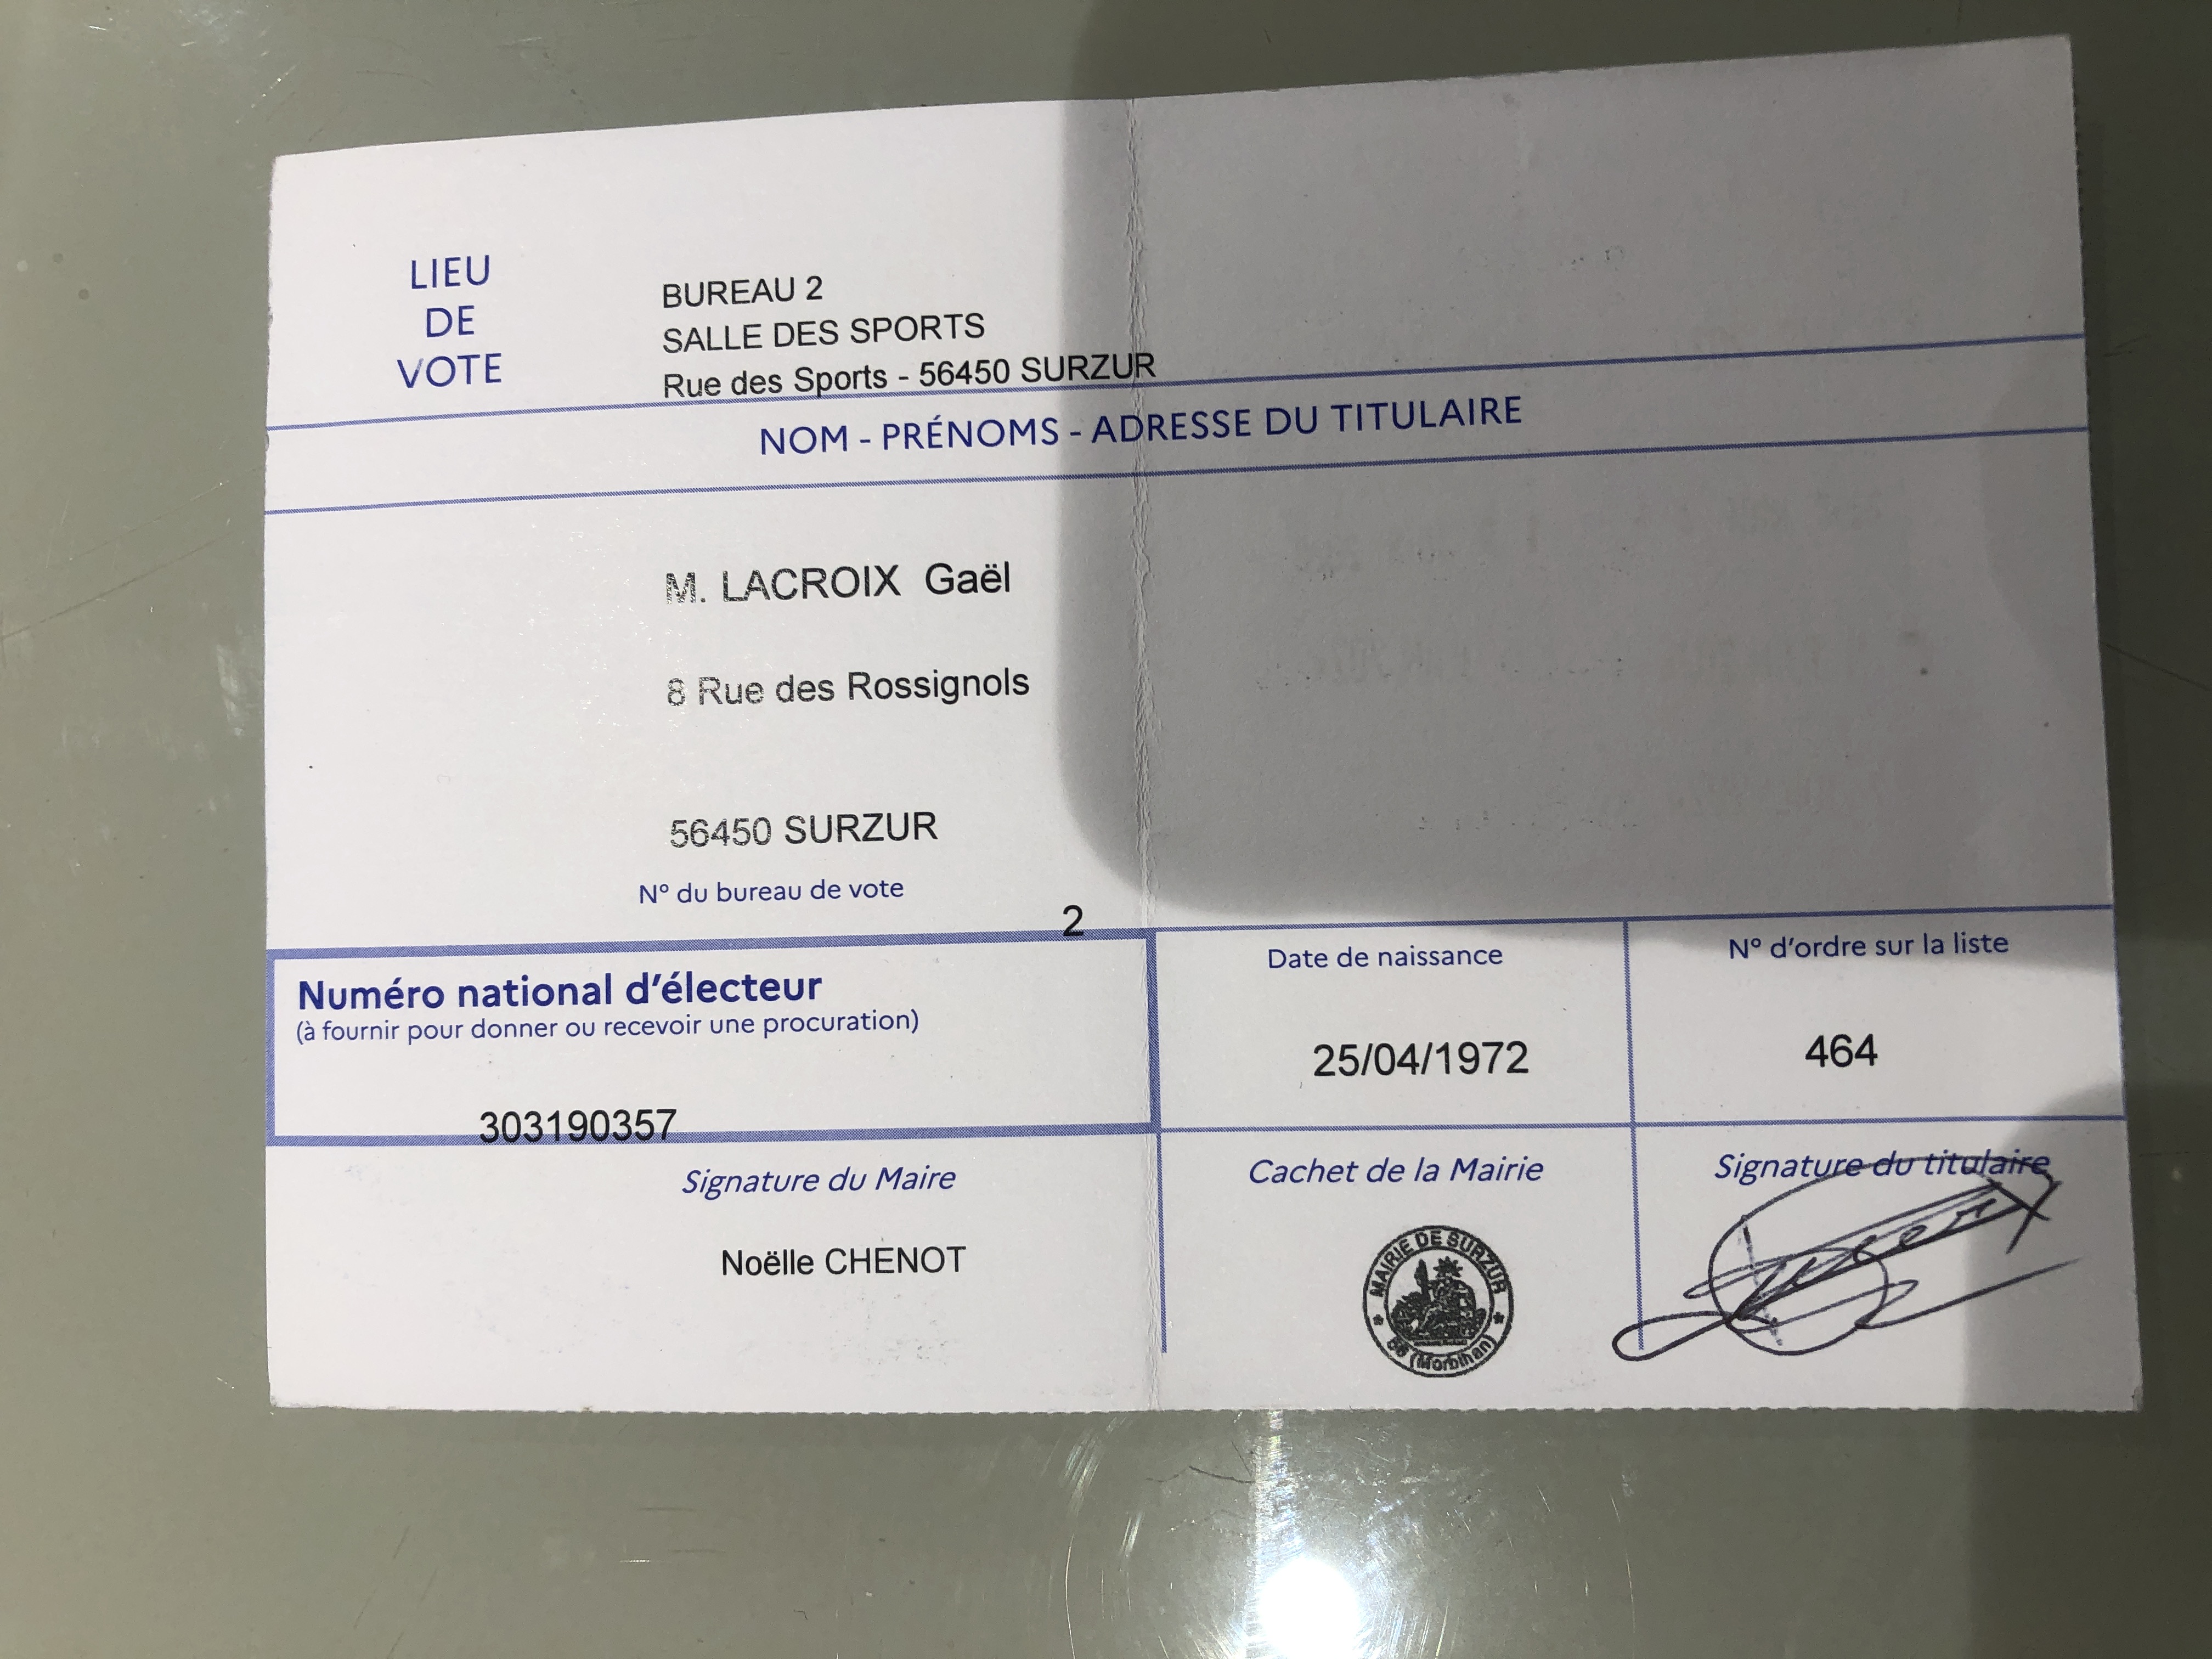 LIEU
DE
VOTE
BUREAU 2
SALLE DES SPORTS
Rue des Sports - 56450 SURZUR
NOM - PRÉNOMS - ADRESSE DU TITULAIRE
M. LACROIX Gaël
8 Rue des Rossignols
56450 SURZUR
N° du bureau de vote
2
Numéro national d'électeur
(à fournir pour donner ou recevoir une procuration)
303190357
Date de naissance
25/04/1972
N° d'ordre sur la liste
464
Signature du Maire
Noëlle CHENOT
Cachet de la Mairie
MAIRIE DE SURZUR
56 (Morbihan)
Signature du titulaire